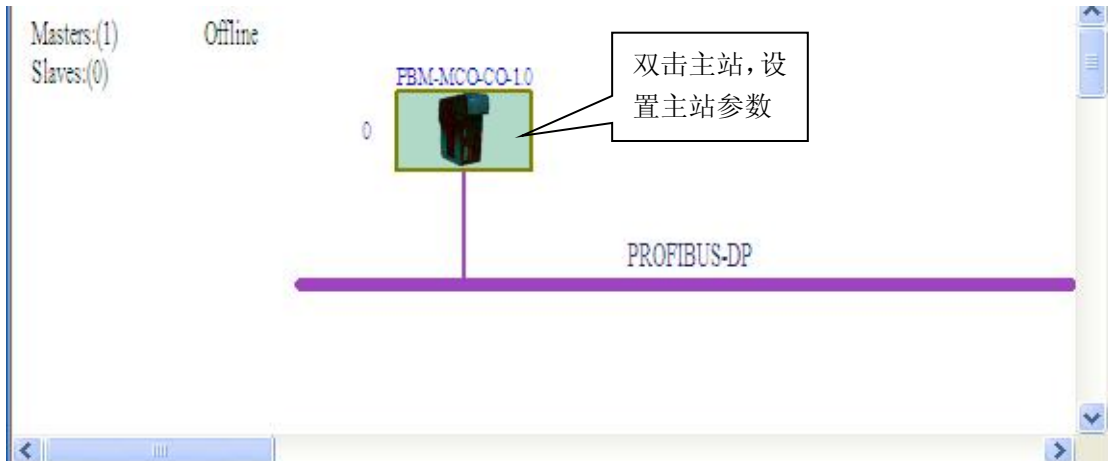 Masters:(1) Offline
Slaves:(0)
PBM-MCO-CO-1.0
0
双击主站，设
置主站参数
PROFIBUS-DP